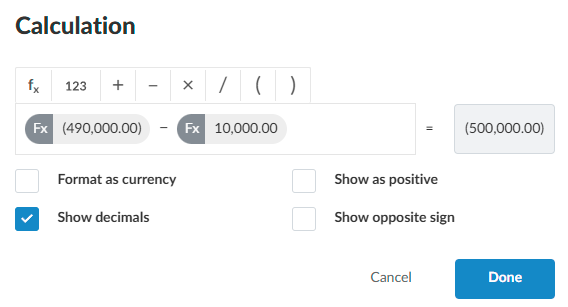 Calculation
fx 123 + − × / ( )
Fx (490,000.00) − Fx 10,000.00 = (500,000.00)
Format as currency Show as positive
Show decimals Show opposite sign
Cancel Done